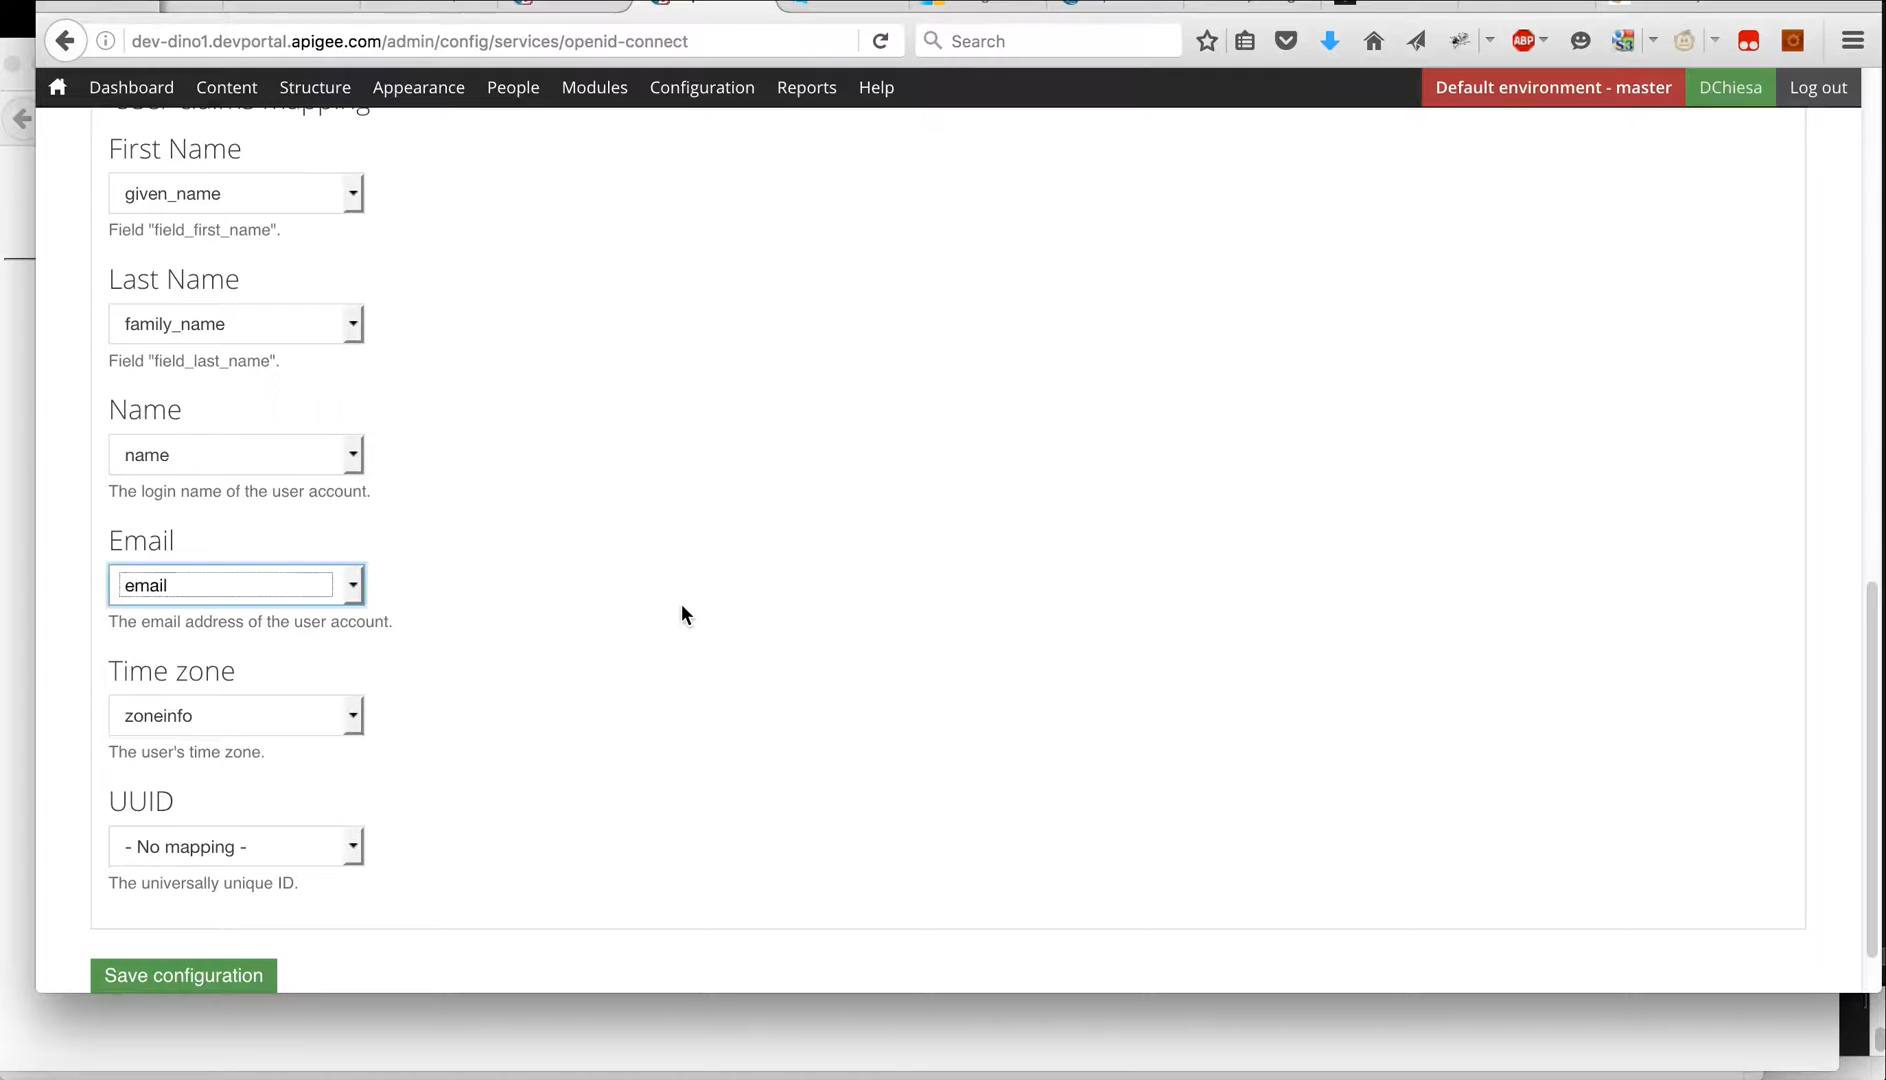 dev-dino1.devportal.apigee.com/admin/config/services/openid-connect
Search
ABP
Dashboard Content Structure Appearance People Modules Configuration Reports Help
Default environment - master DChiesa Log out
mapping
First Name
given_name
Field "field_first_name".
Last Name
family_name
Field "field_last_name".
Name
name
The login name of the user account.
Email
email
The email address of the user account.
Time zone
zoneinfo
The user's time zone.
UUID
- No mapping -
The universally unique ID.
Save configuration